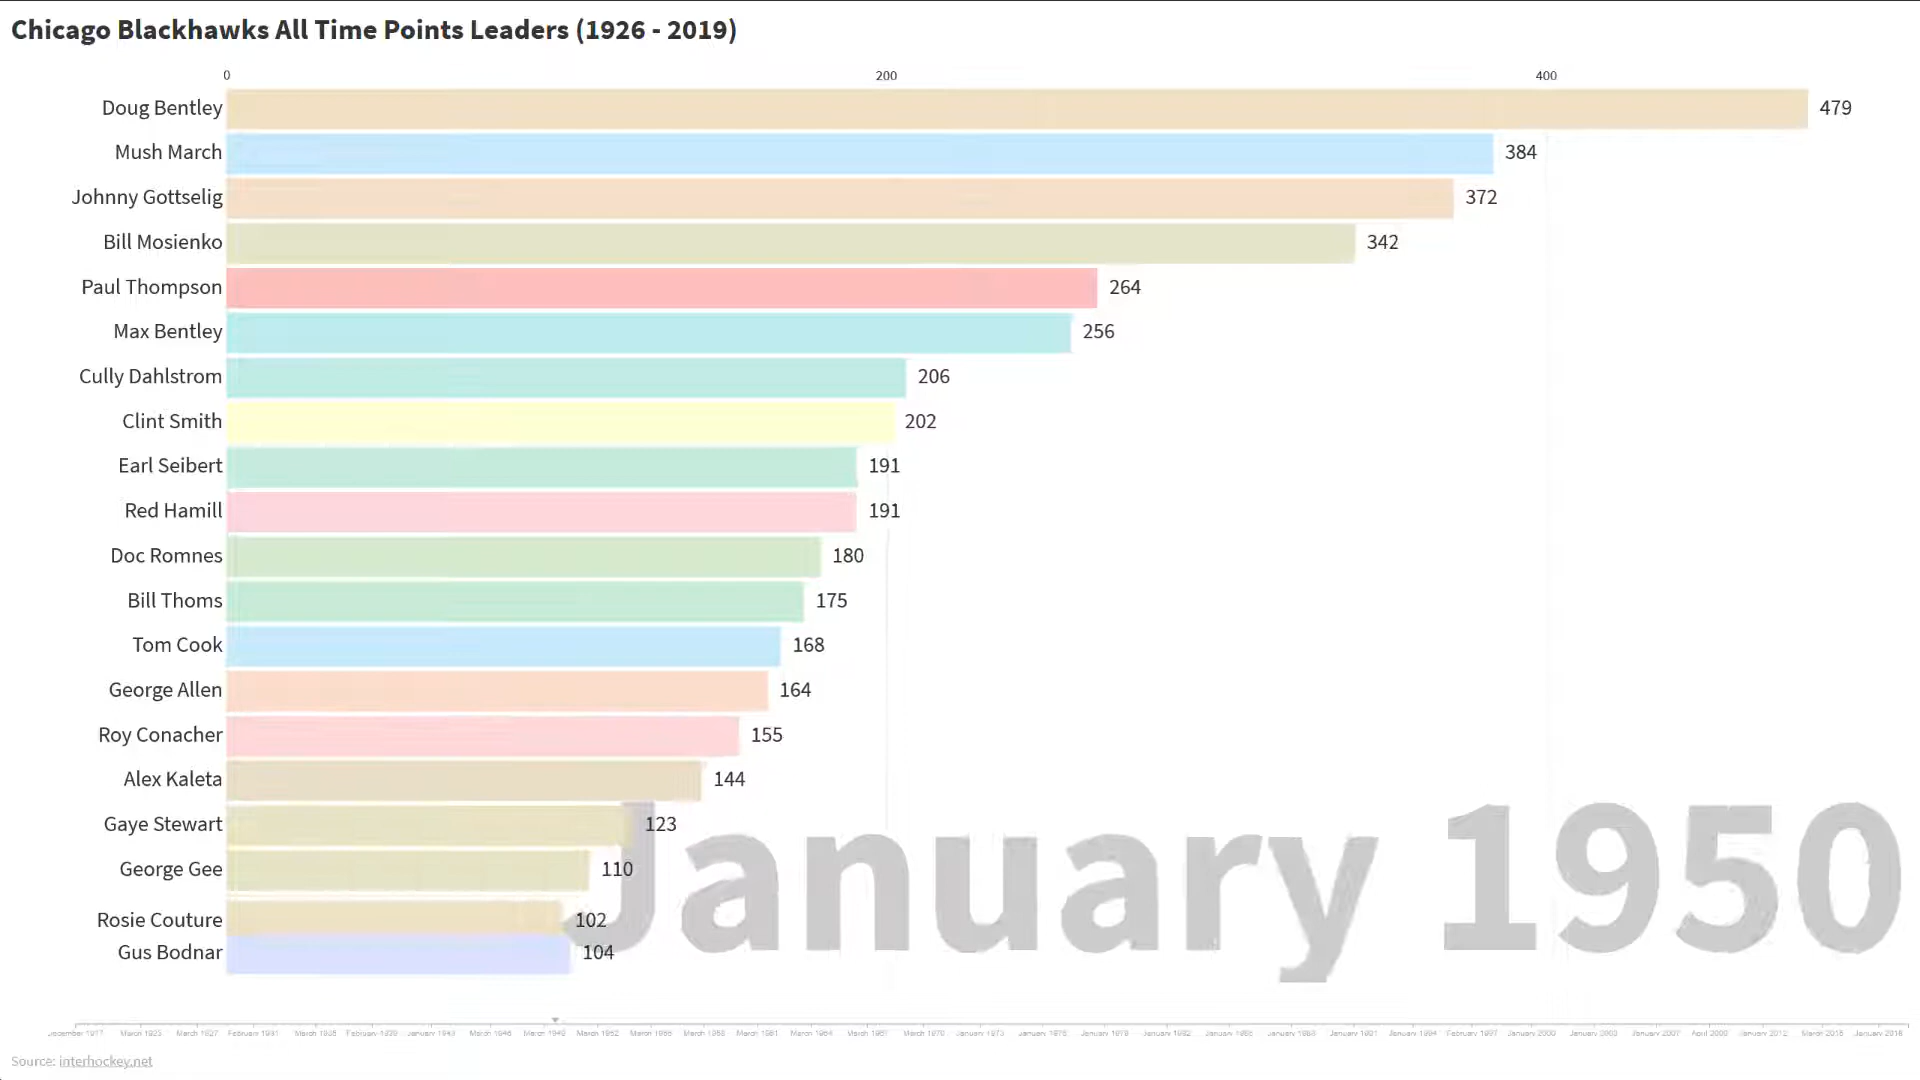 Chicago Blackhawks All Time Points Leaders (1926 - 2019)
0 200 400
Doug Bentley 479
Mush March 384
Johnny Gottselig 372
Bill Mosienko 342
Paul Thompson 264
Max Bentley 256
Cully Dahlstrom 206
Clint Smith 202
Earl Seibert 191
Red Hamill 191
Doc Romnes 180
Bill Thoms 175
Tom Cook 168
George Allen 164
Roy Conacher 155
Alex Kaleta 144
Gaye Stewart 123
George Gee 110
Rosie Couture 102
Gus Bodnar 104
January 1950
Source: interhockey.net